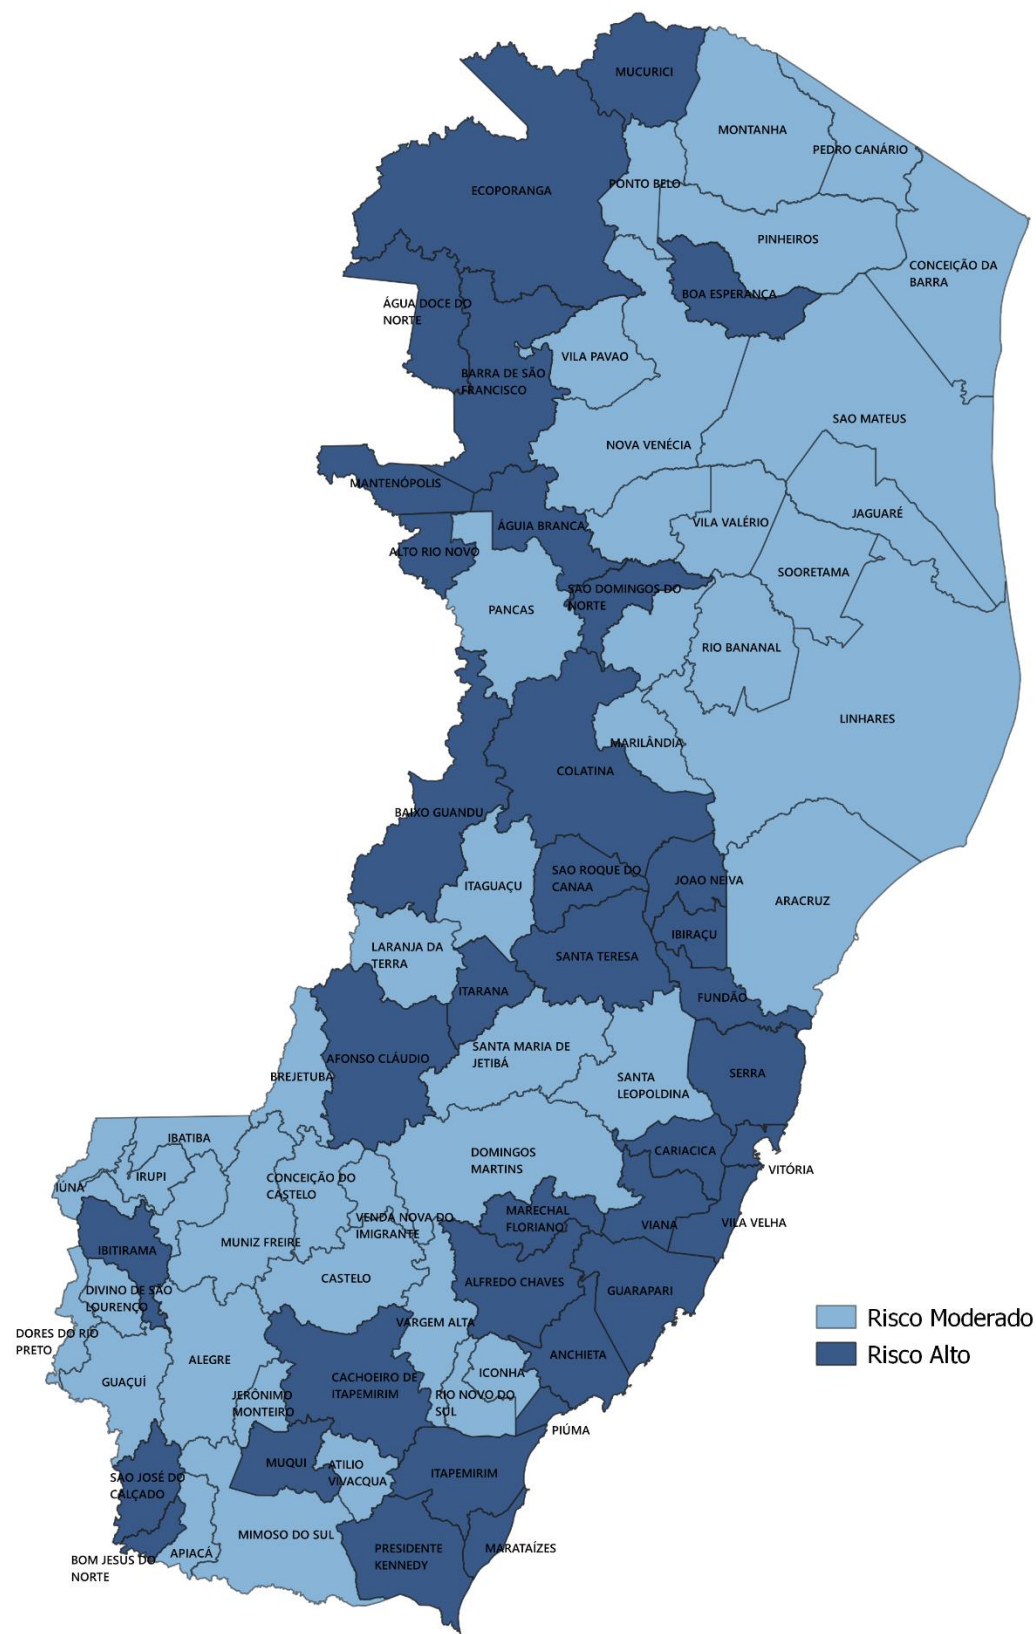 MUCURICI
MONTANHA
PEDRO CANÁRIO
ECOPORANGA
PONTO BELO
PINHEIROS
CONCEIÇÃO DA
BARRA
BOA ESPERANÇA
ÁGUA DOCE DO
NORTE
VILA PAVAO
BARRA DE SÃO
FRANCISCO
SAO MATEUS
NOVA VENÉCIA
MANTENÓPOLIS
JAGUARÉ
VILA VALÉRIO
ÁGUIA BRANCA
ALTO RIO NOVO
SOORETAMA
SAO DOMINGOS DO
NORTE
PANCAS
RIO BANANAL
LINHARES
MARILÂNDIA
COLATINA
BAIXO GUANDU
SAO ROQUE DO
CANAA
JOAO NEIVA
ITAGUAÇU
ARACRUZ
IBIRAÇU
LARANJA DA
TERRA
SANTA TERESA
ITARANA
FUNDÃO
SANTA MARIA DE
JETIBÁ
AFONSO CLÁUDIO
BREJETUBA
SANTA
LEOPOLDINA
SERRA
IBATIBA
DOMINGOS
MARTINS
CARIACICA
VITÓRIA
IRUPI
IÚNA
CONCEIÇÃO DO
CASTELO
VENDA NOVA DO
IMIGRANTE
MARECHAL
FLORIANO
VIANA
VILA VELHA
MUNIZ FREIRE
IBITIRAMA
CASTELO
ALFREDO CHAVES
GUARAPARI
DIVINO DE SÃO
LOURENÇO
Risco Moderado
VARGEM ALTA
DORES DO RIO
PRETO
ALEGRE
ANCHIETA
Risco Alto
ICONHA
GUAÇUÍ
CACHOEIRO DE
ITAPEMIRIM
JERÔNIMO
MONTEIRO
RIO NOVO DO
SUL
PIÚMA
MUQUI
ATILIO
VIVACQUA
ITAPEMIRIM
SAO JOSÉ DO
CALÇADO
MIMOSO DO SUL
PRESIDENTE
KENNEDY
MARATAÍZES
APIACÁ
BOM JESUS DO
NORTE